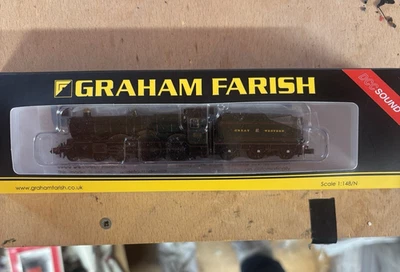 GRAHAM FARISH
DCC
SOUND
GREAT WESTERN
www.grahamfarish.co.uk
Scale 1:148/N